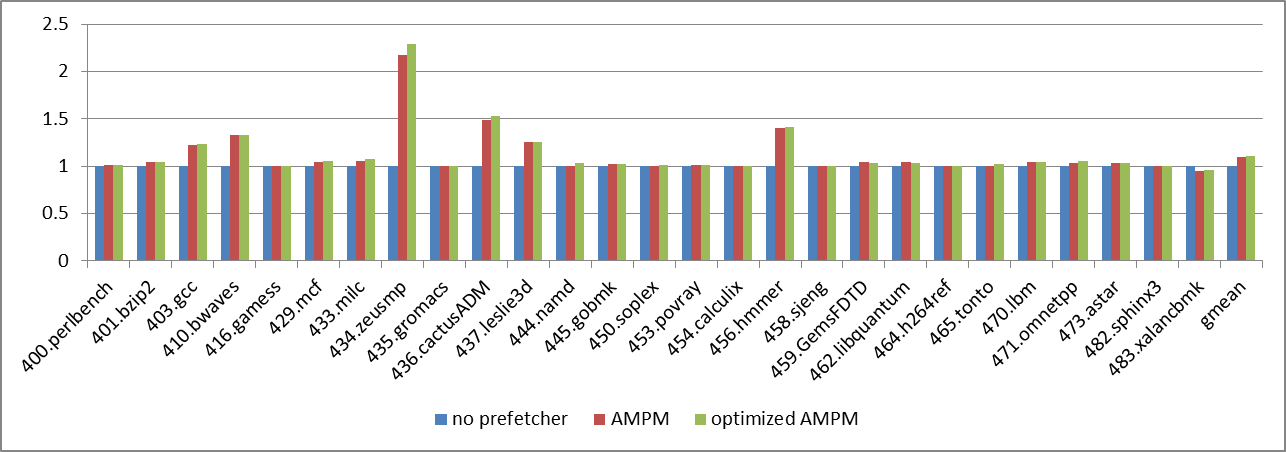 2.5
2
1.5
1
0.5
0
400.perlbench
401.bzip2
403.gcc
410.bwaves
416.gamess
429.mcf
433.milc
434.zeusmp
435.gromacs
436.cactusADM
437.leslie3d
444.namd
445.gobmk
450.soplex
453.povray
454.calculix
456.hmmer
458.sjeng
459.GemsFDTD
462.libquantum
464.h264ref
465.tonto
470.lbm
471.omnetpp
473.astar
482.sphinx3
483.xalancbmk
gmean
no prefetcher AMPM optimized AMPM